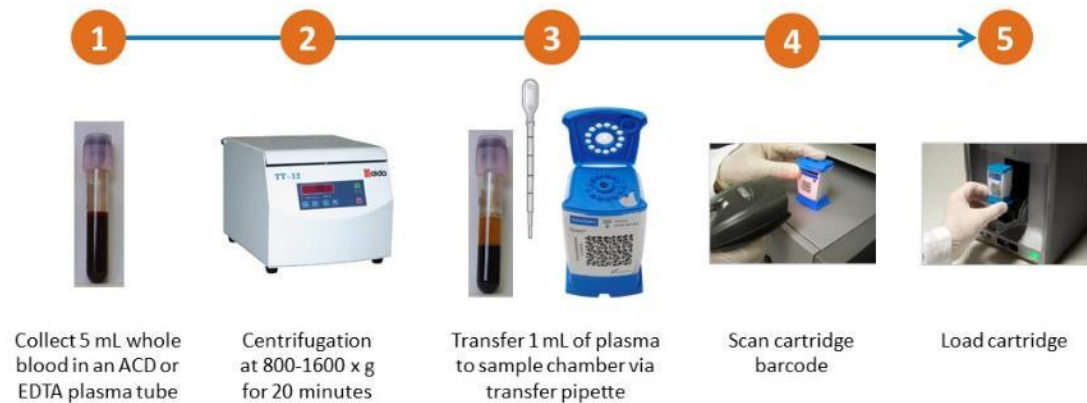 1
2
3
4
5
TT-12
Collect 5 mL whole
blood in an ACD or
EDTA plasma tube
Centrifugation
at 800-1600 x g
for 20 minutes
Transfer 1 mL of plasma
to sample chamber via
transfer pipette
Scan cartridge
barcode
Load cartridge